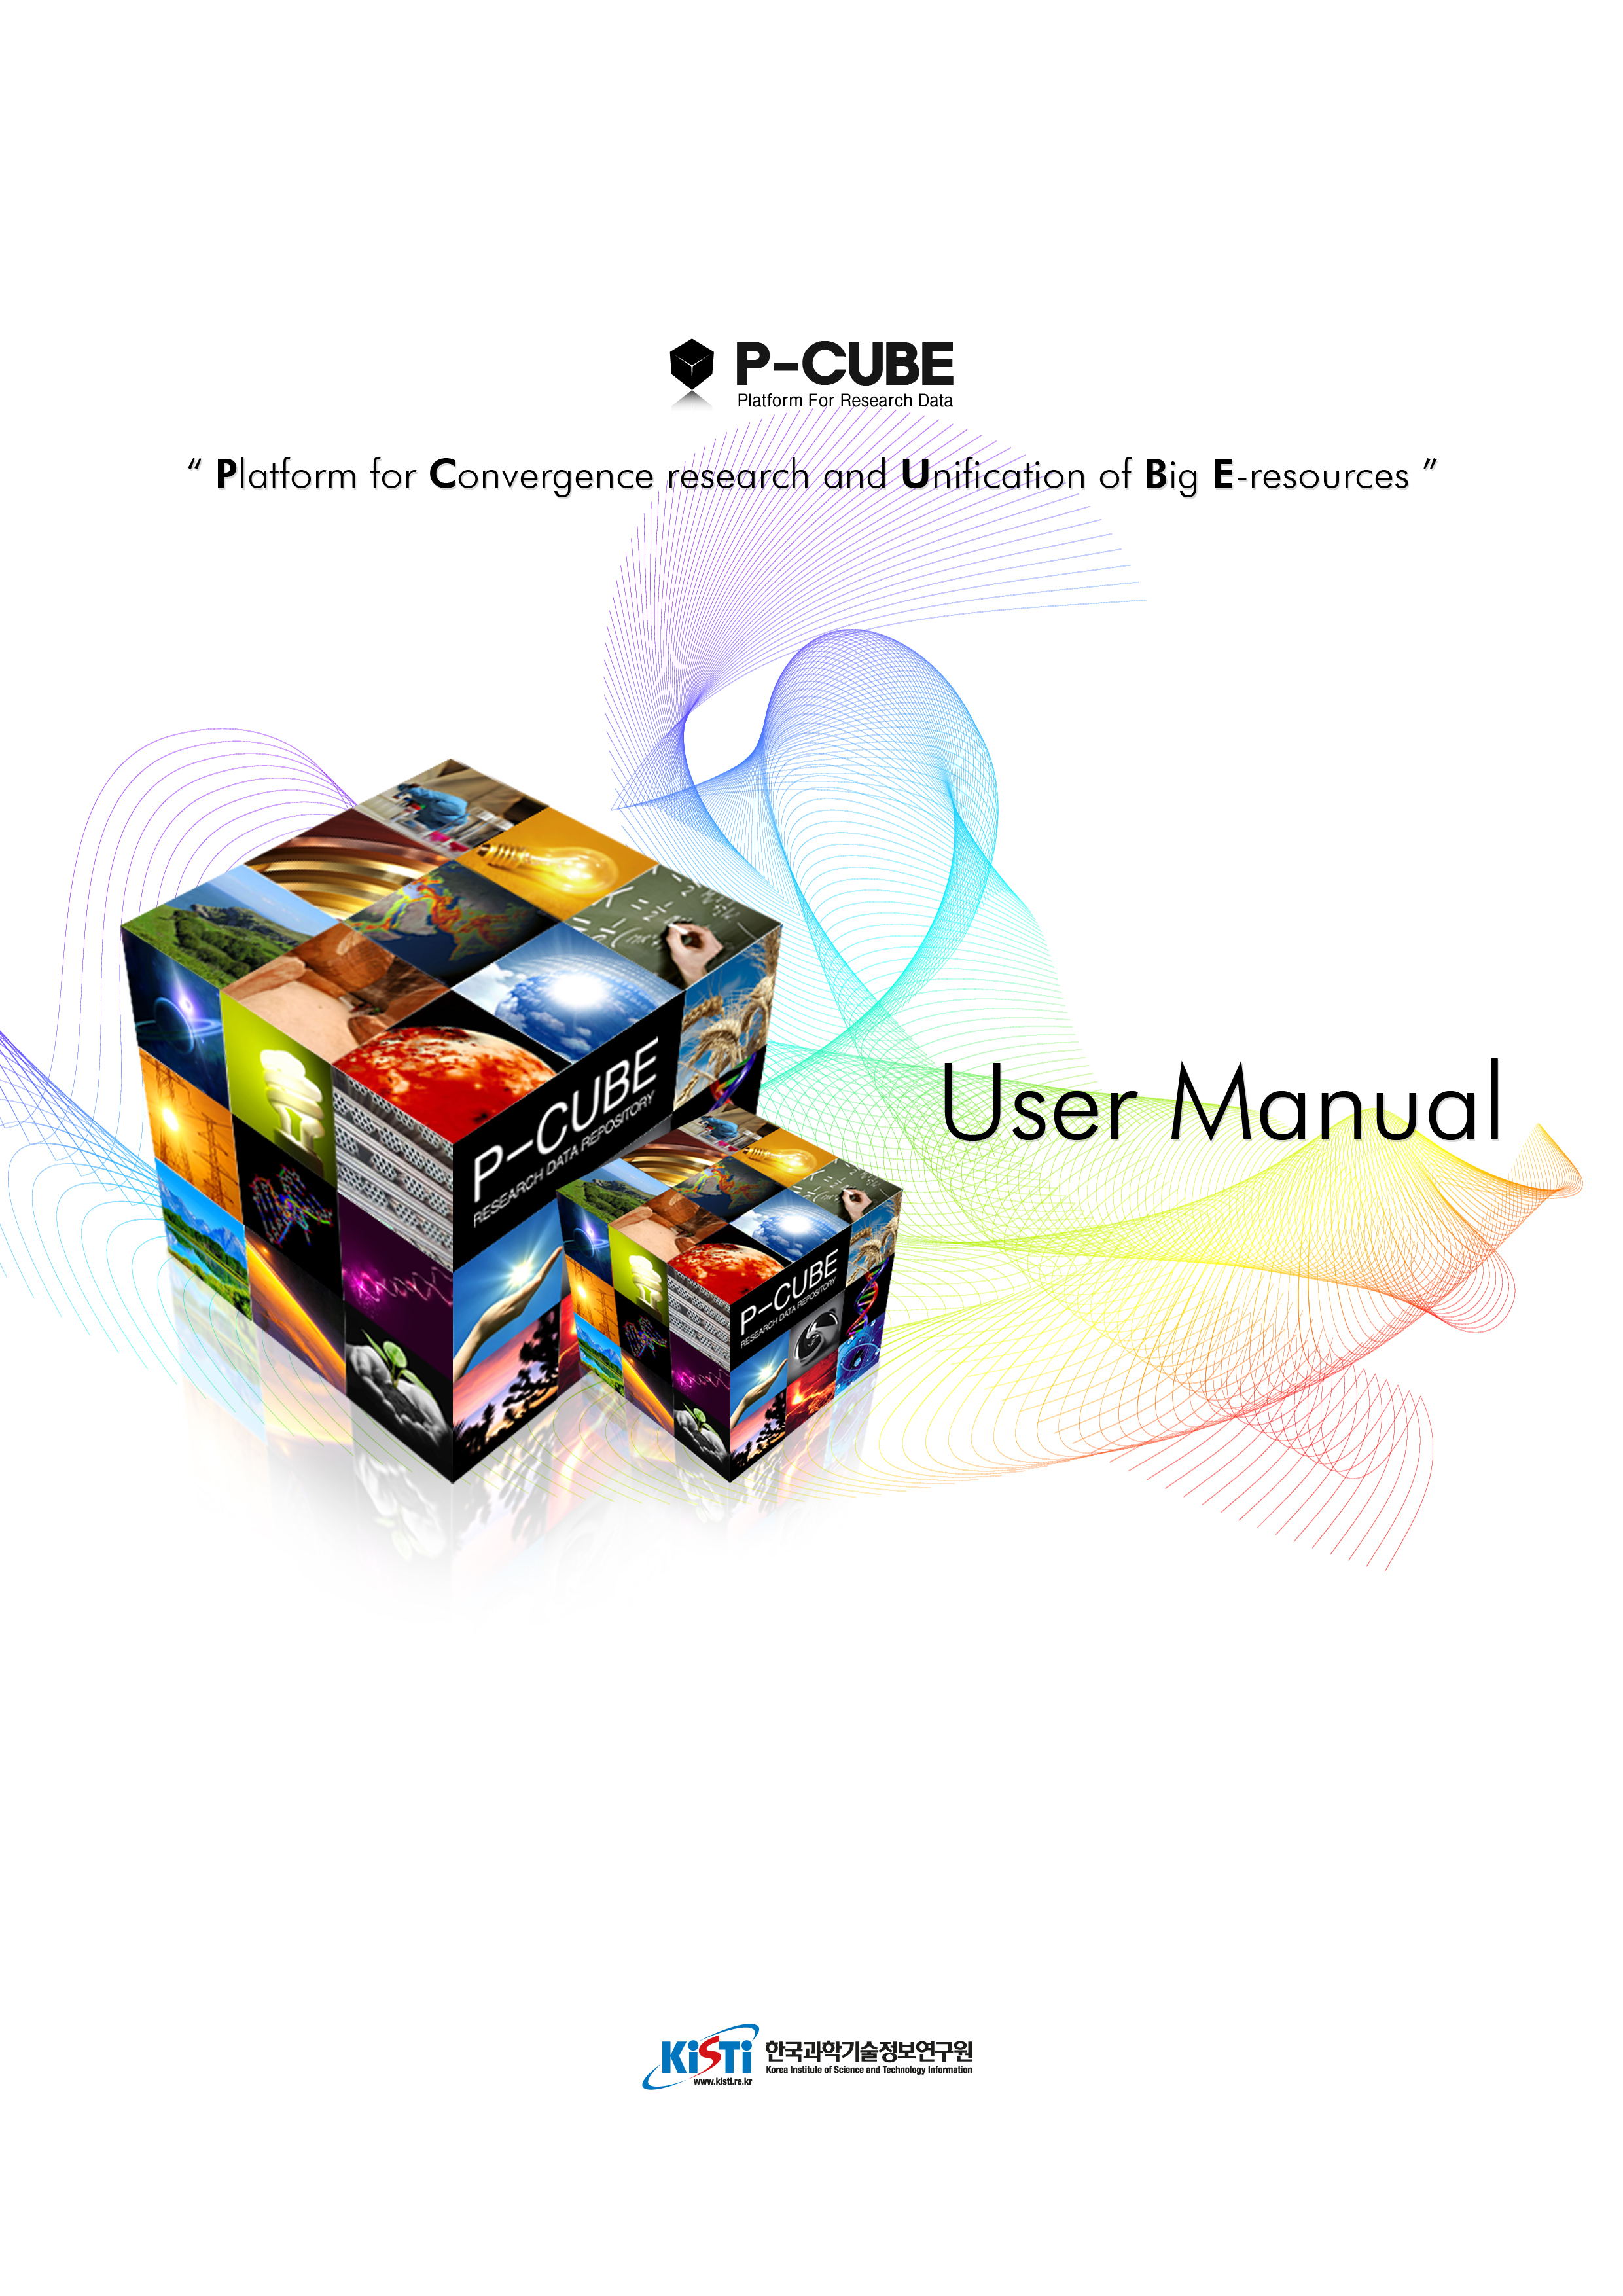 P-CUBE
Platform For Research Data
“ Platform for Convergence research and Unification of Big E-resources ”
User Manual
P-CUBE
RESEARCH DATA REPOSITORY
P-CUBE
RESEARCH DATA REPOSITORY
KiSTi 한국과학기술정보연구원
Korea Institute of Science and Technology Information
www.kisti.re.kr